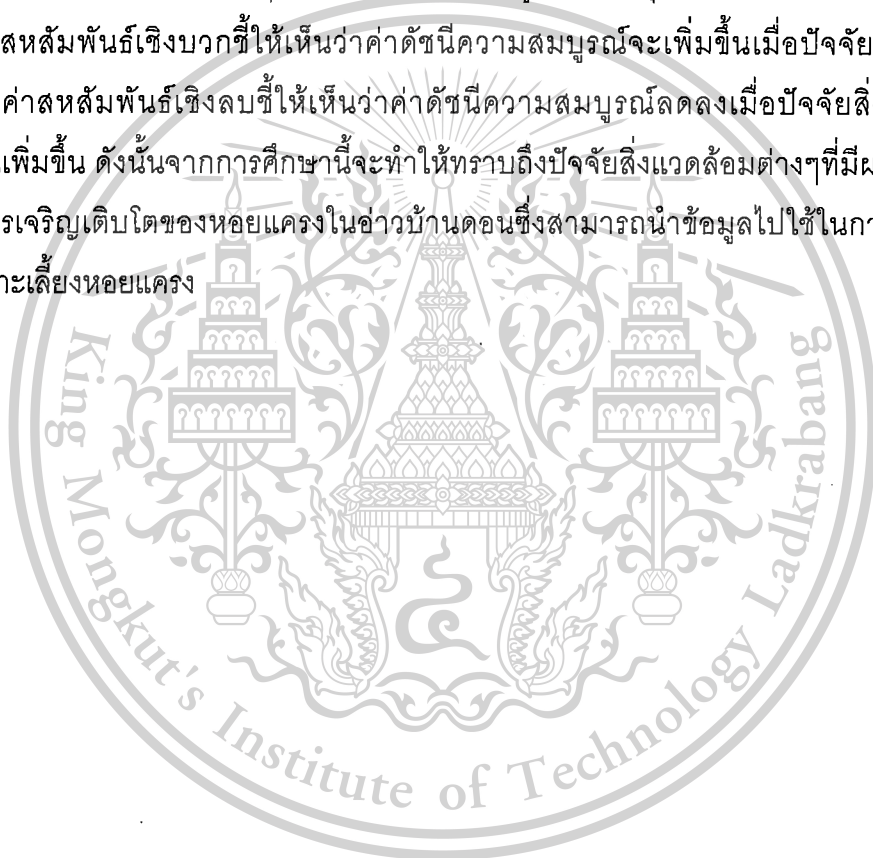 สหสัมพันธ์เชิงบวกชี้ให้เห็นว่าค่าดัชนีความสมบูรณ์จะเพิ่มขึ้นเมื่อปัจจัย
ค่าสหสัมพันธ์เชิงลบชี้ให้เห็นว่าค่าดัชนีความสมบูรณ์ลดลงเมื่อปัจจัยสิ่
เพิ่มขึ้น ดังนั้นจากการศึกษานี้จะทำให้ทราบถึงปัจจัยสิ่งแวดล้อมต่างๆที่มีผ
รเจริญเติบโตของหอยแครงในอ่าวบ้านดอนซึ่งสามารถนำข้อมูลไปใช้ในกา
าะเลี้ยงหอยแครง
King Mongkut's Institute of Technology Ladkrabang